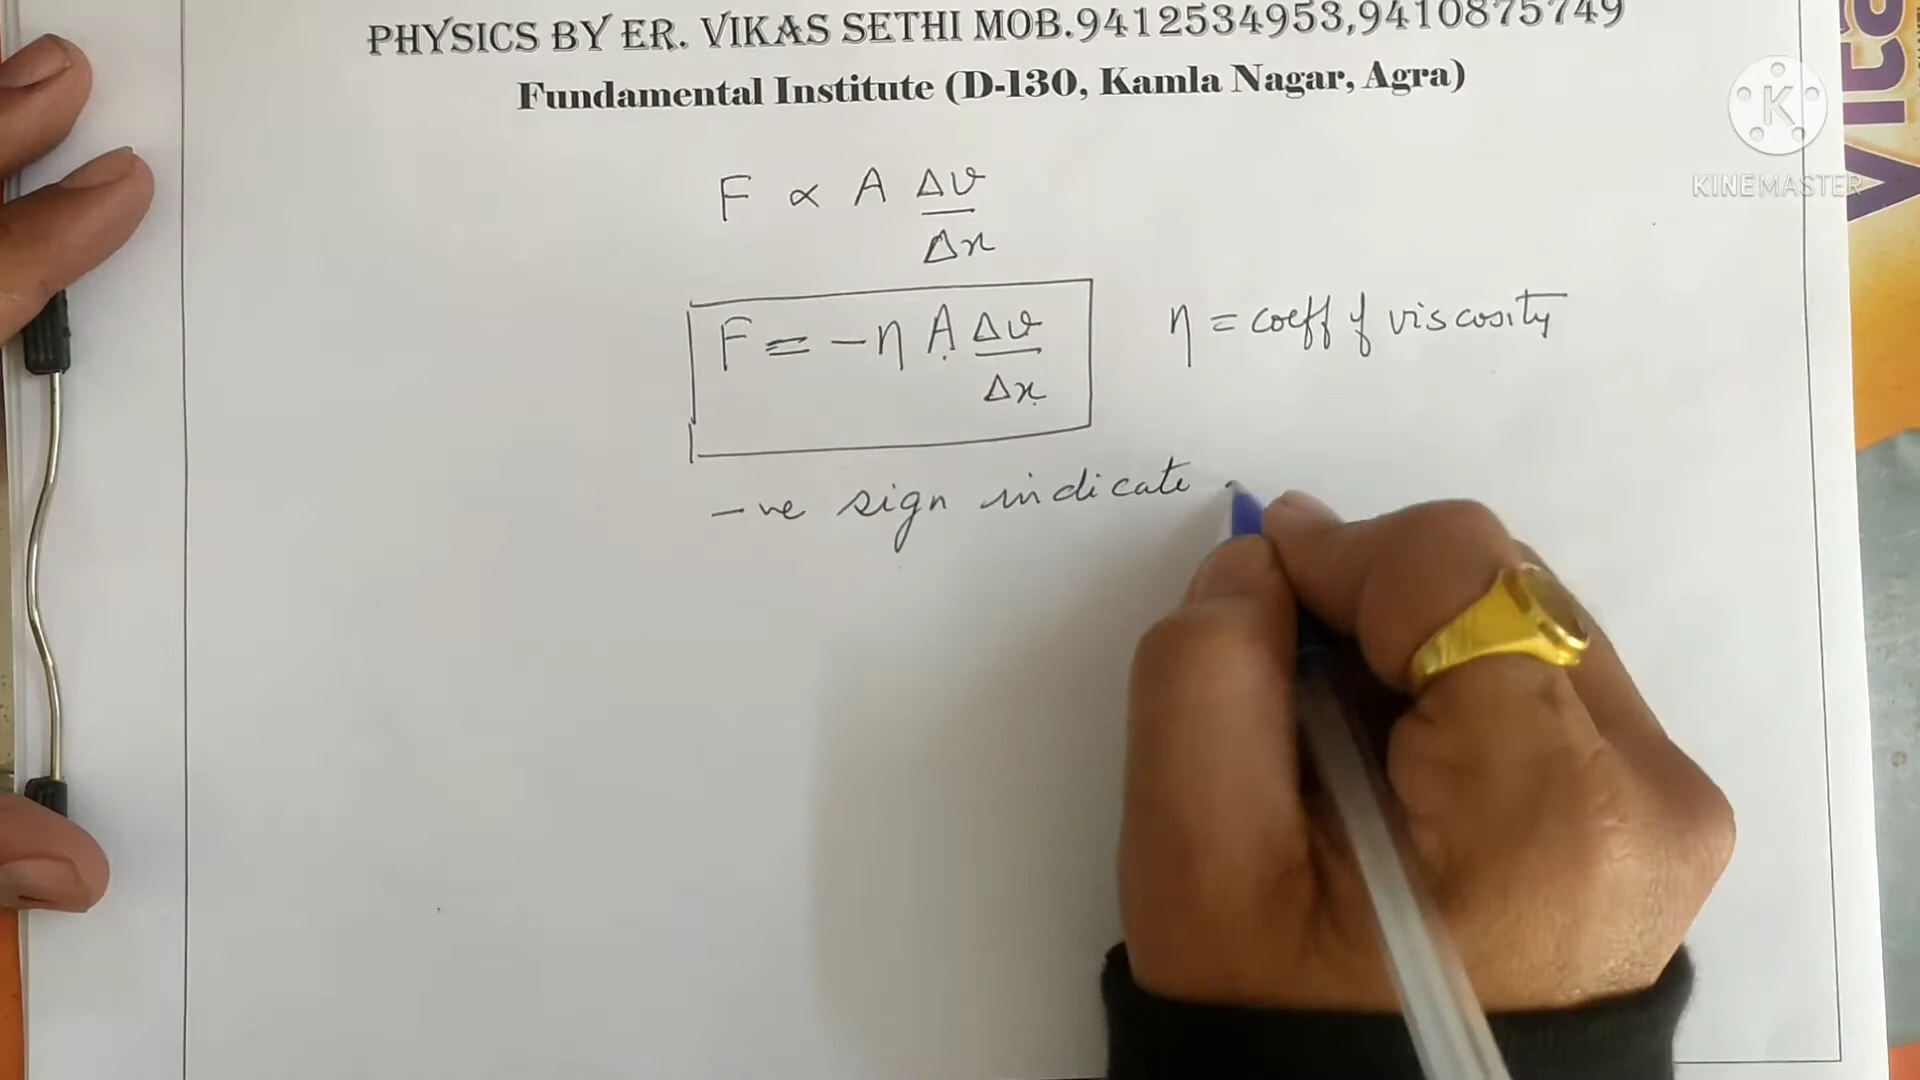 PHYSICS BY ER. VIKAS SETHI MOB.9412534953,9410875749
Fundamental Institute (D-130, Kamla Nagar, Agra)
K
KINEMASTER
F ∝ A Δv/Δx
F = -η A Δv/Δx
η = coeff of viscosity
-ve sign indicate